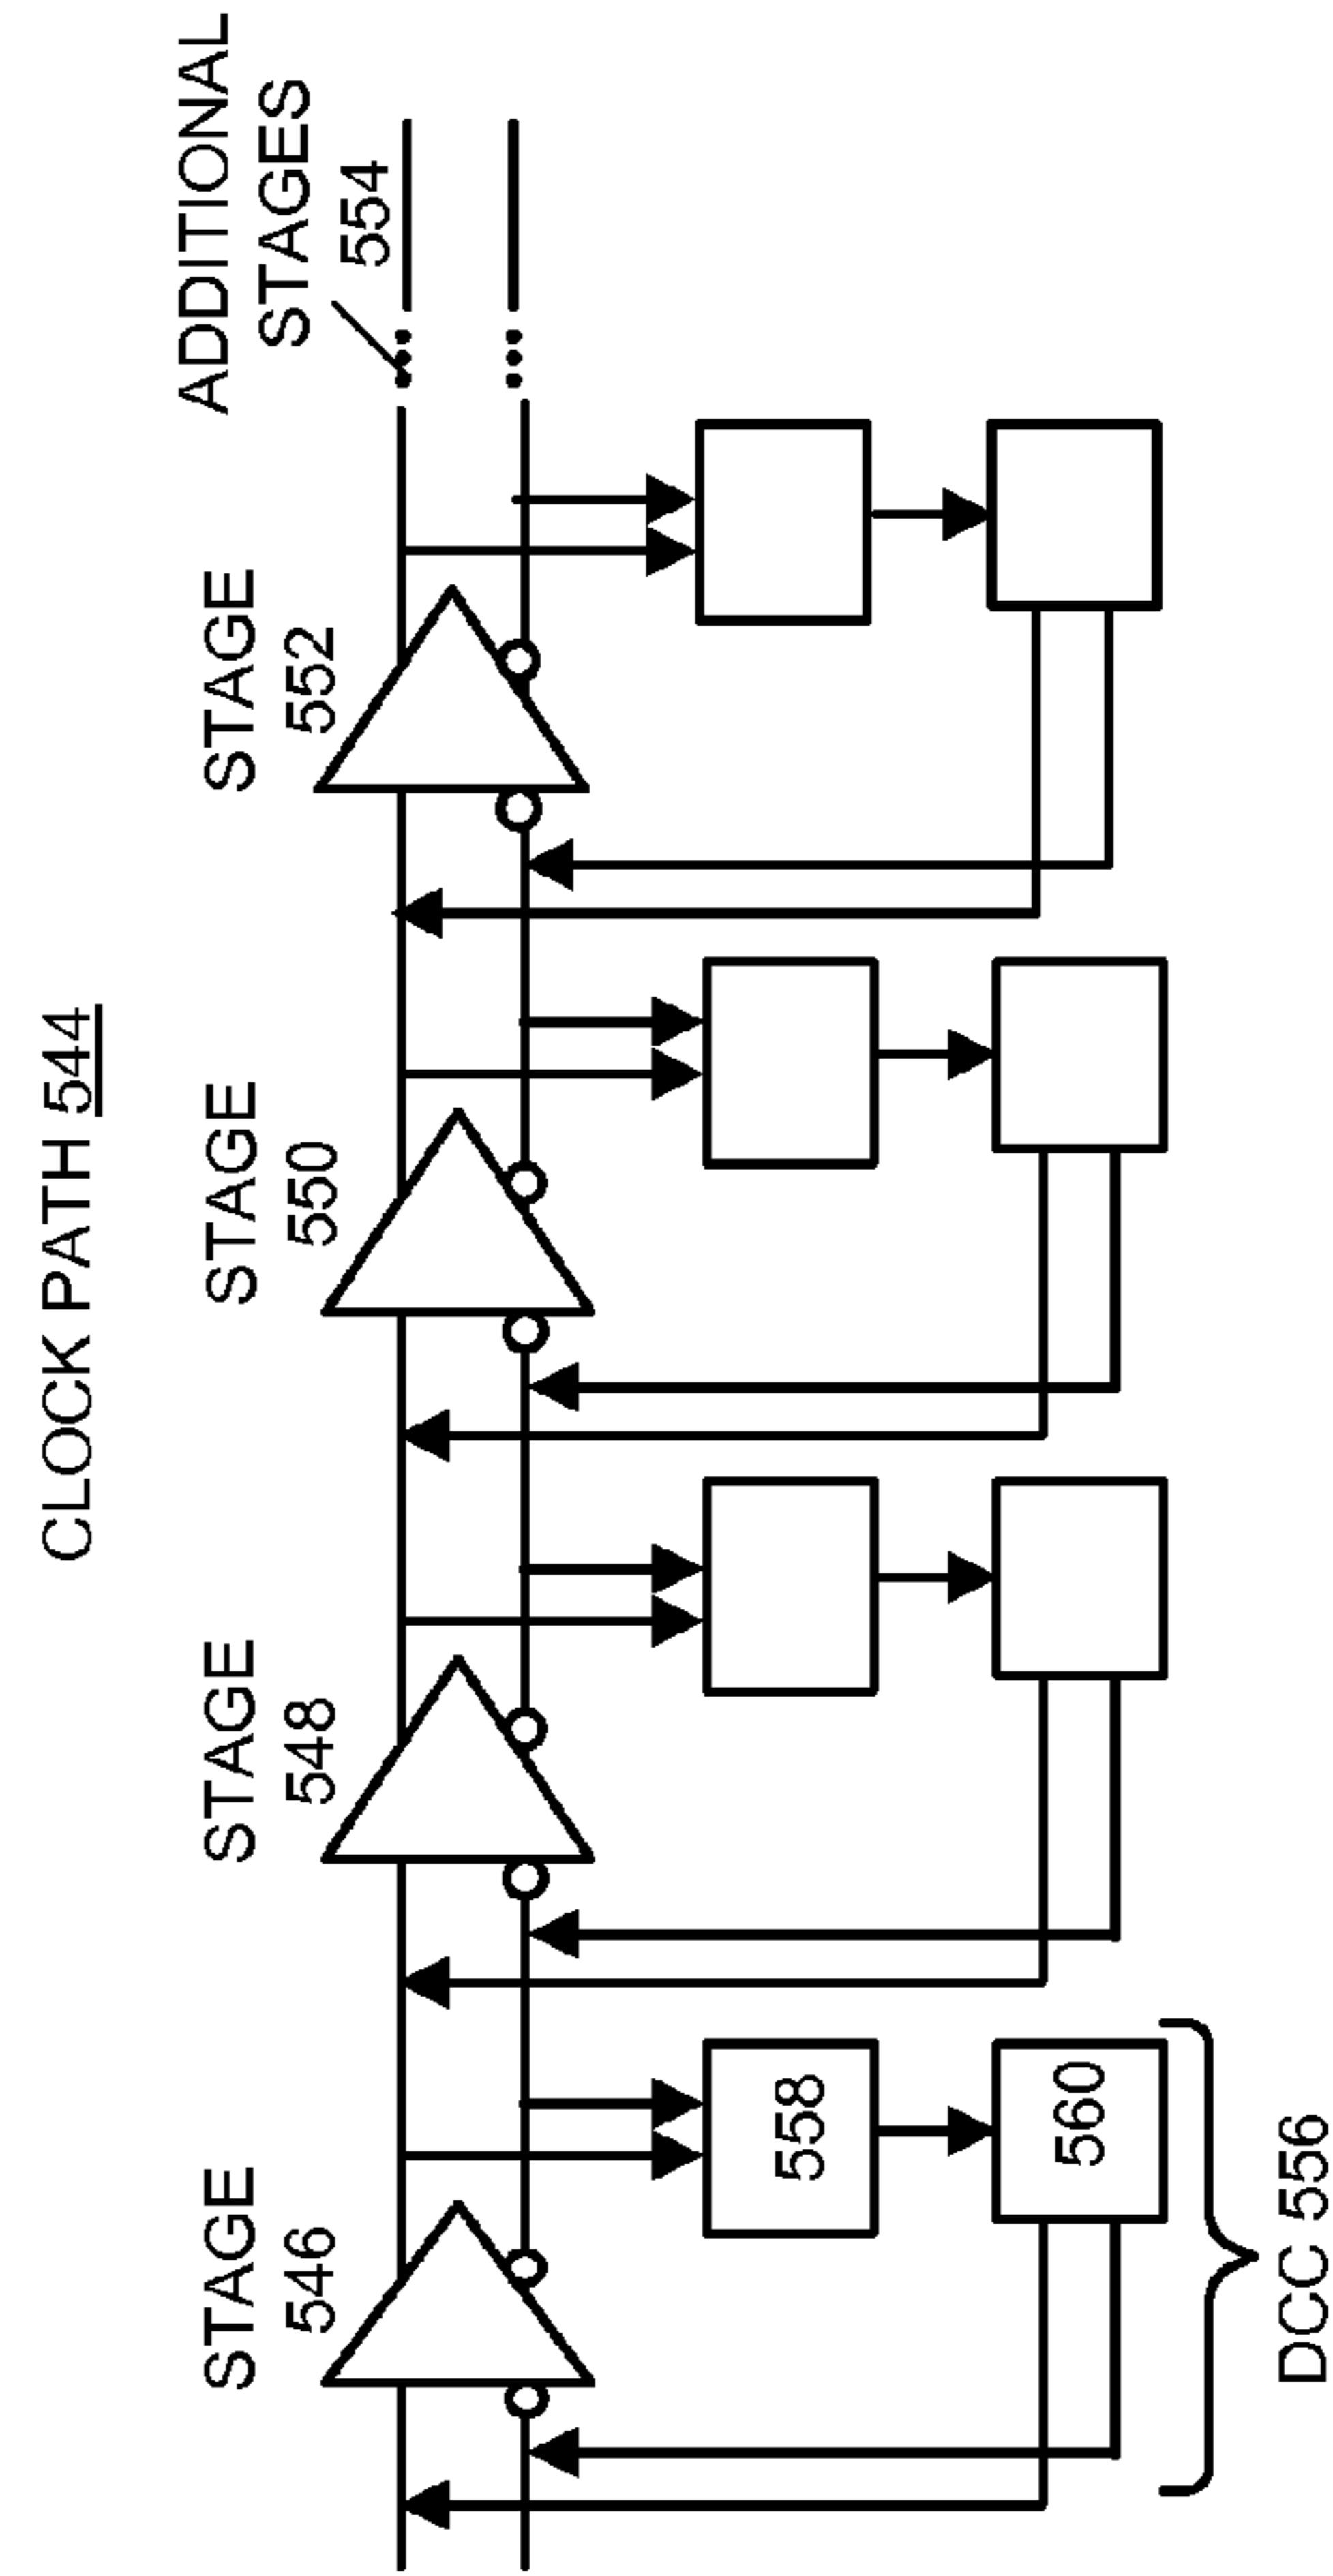 CLOCK PATH 544
STAGE
546
STAGE
548
STAGE
550
STAGE
552
ADDITIONAL
STAGES
554
558
560
DCC 556